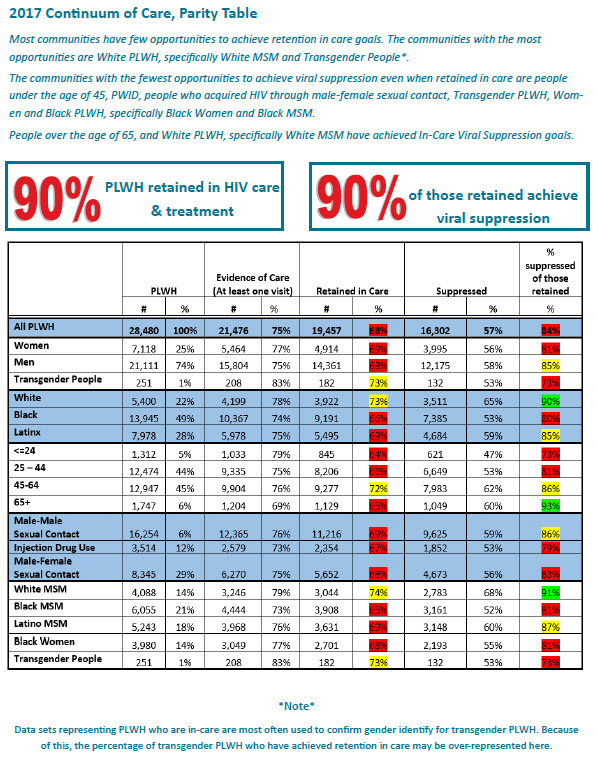 2017 Continuum of Care, Parity Table
Most communities have few opportunities to achieve retention in care goals. The communities with the most
opportunities are White PLWH, specifically White MSM and Transgender People*.
The communities with the fewest opportunities to achieve viral suppression even when retained in care are people
under the age of 45, PWID, people who acquired HIV through male-female sexual contact, Transgender PLWH, Wom-
en and Black PLWH, specifically Black Women and Black MSM.
People over the age of 65, and White PLWH, specifically White MSM have achieved In-Care Viral Suppression goals.
90% PLWH retained in HIV care
& treatment
90% of those retained achieve
viral suppression
PLWH Evidence of Care (At least one visit) Retained in Care Suppressed % suppressed of those retained
# % # % # % # % %
All PLWH 28,480 100% 21,476 75% 19,457 68% 16,302 57% 84%
Women 7,118 25% 5,464 77% 4,914 69% 3,995 56% 81%
Men 21,111 74% 15,804 75% 14,361 68% 12,175 58% 85%
Transgender People 251 1% 208 83% 182 73% 132 53% 73%
White 5,400 22% 4,199 78% 3,922 73% 3,511 65% 90%
Black 13,945 49% 10,367 74% 9,191 66% 7,385 53% 80%
Latinx 7,978 28% 5,978 75% 5,495 69% 4,684 59% 85%
<=24 1,312 5% 1,033 79% 845 64% 621 47% 73%
25 – 44 12,474 44% 9,335 75% 8,206 66% 6,649 53% 81%
45-64 12,947 45% 9,904 76% 9,277 72% 7,983 62% 86%
65+ 1,747 6% 1,204 69% 1,129 65% 1,049 60% 93%
Male-Male
Sexual Contact 16,254 6% 12,365 76% 11,216 69% 9,625 59% 86%
Injection Drug Use 3,514 12% 2,579 73% 2,354 67% 1,852 53% 79%
Male-Female
Sexual Contact 8,345 29% 6,270 75% 5,652 68% 4,673 56% 83%
White MSM 4,088 14% 3,246 79% 3,044 74% 2,783 68% 91%
Black MSM 6,055 21% 4,444 73% 3,908 65% 3,161 52% 81%
Latino MSM 5,243 18% 3,968 76% 3,631 69% 3,148 60% 87%
Black Women 3,980 14% 3,049 77% 2,701 68% 2,193 55% 81%
Transgender People 251 1% 208 83% 182 73% 132 53% 73%
*Note*
Data sets representing PLWH who are in-care are most often used to confirm gender identify for transgender PLWH. Because
of this, the percentage of transgender PLWH who have achieved retention in care may be over-represented here.